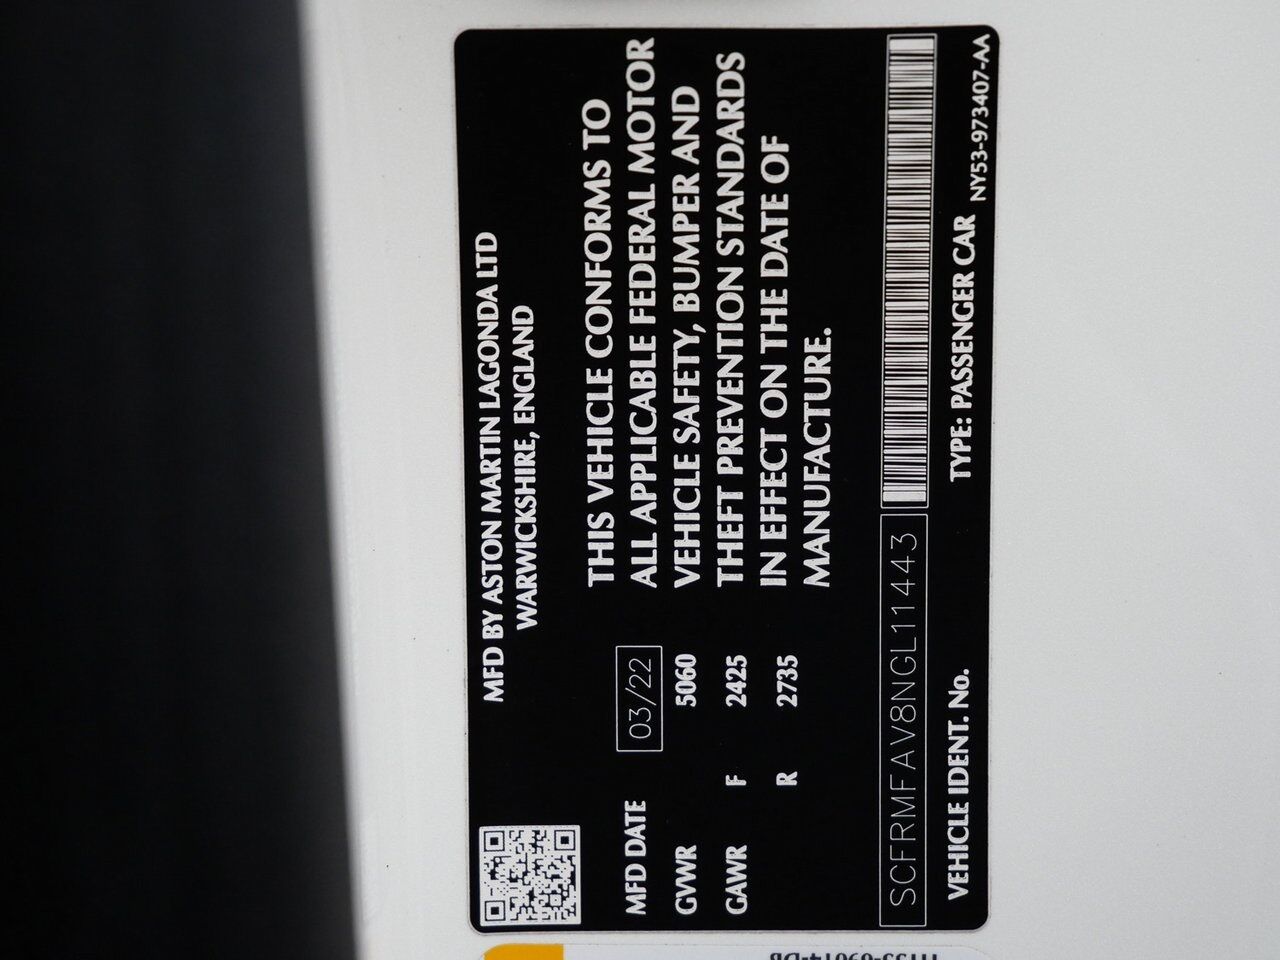 MFD BY ASTON MARTIN LAGONDA LTD
WARWICKSHIRE, ENGLAND
MFD DATE 03/22
GVWR 5060
GAWR F 2425
R 2735
THIS VEHICLE CONFORMS TO
ALL APPLICABLE FEDERAL MOTOR
VEHICLE SAFETY, BUMPER AND
THEFT PREVENTION STANDARDS
IN EFFECT ON THE DATE OF
MANUFACTURE.
SCFRMFAV8NGL11443
VEHICLE IDENT. No. TYPE: PASSENGER CAR
NY53-973407-AA